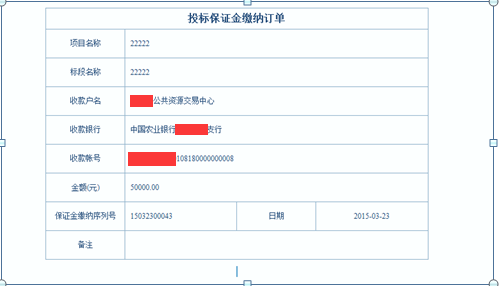 投标保证金缴纳订单
项目名称 22222
标段名称 22222
收款户名 公共资源交易中心
收款银行 中国农业银行 支行
收款帐号 108180000000008
金额(元) 50000.00
保证金缴纳序列号 15032300043 日期 2015-03-23
备注